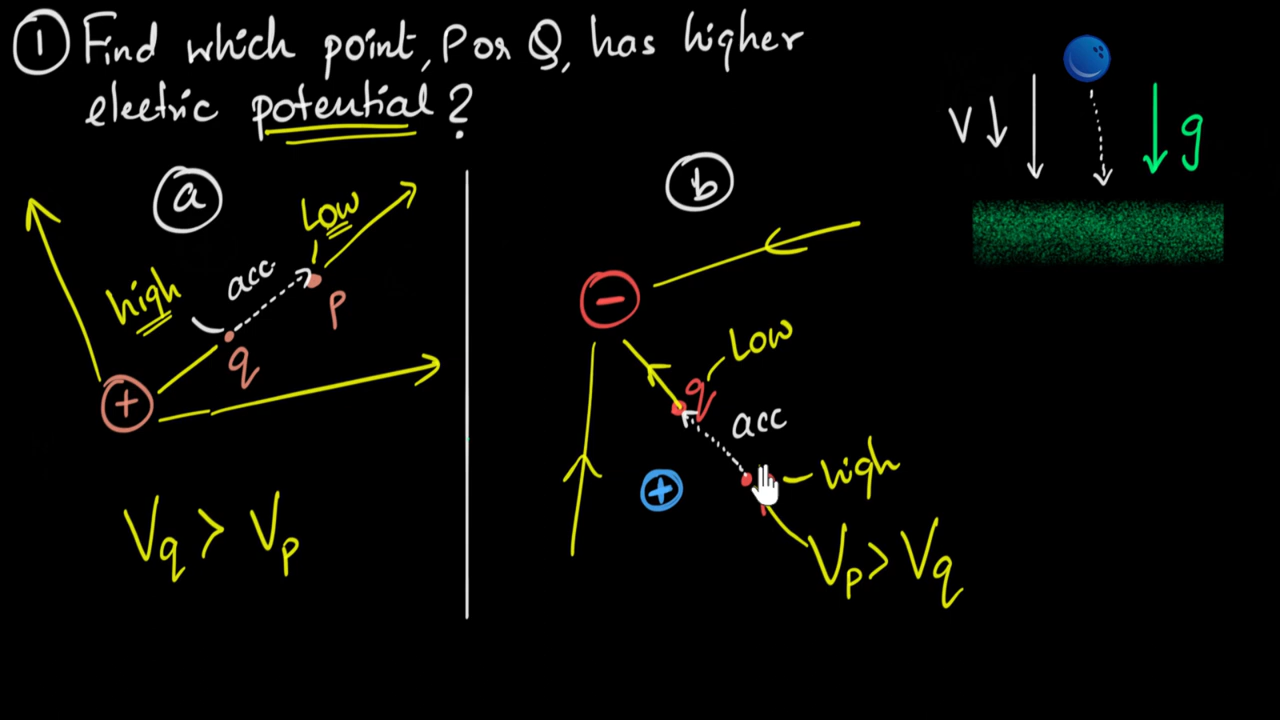 ① Find which point, P or Q, has higher
electric potential?
V
g
a
Low
high
acc
p
q
+
Vq > Vp
b
−
Low
q
acc
+
high
Vp > Vq